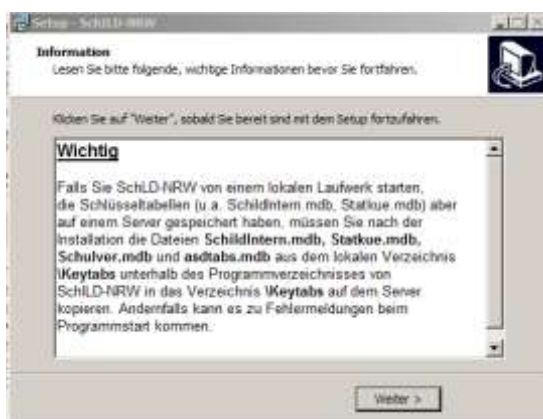 Setup - SchILD-NRW
Information
Lesen Sie bitte folgende, wichtige Informationen bevor Sie fortfahren.
Klicken Sie auf "Weiter", sobald Sie bereit sind mit dem Setup fortzufahren.
Wichtig
Falls Sie SchLD-NRW von einem lokalen Laufwerk starten,
die Schlüsseltabellen (u.a. SchildIntern.mdb, Statkue.mdb) aber
auf einem Server gespeichert haben, müssen Sie nach der
Installation die Dateien SchildIntern.mdb, Statkue.mdb,
Schulver.mdb und asdtabs.mdb aus dem lokalen Verzeichnis
\Keytabs unterhalb des Programmverzeichnisses von
SchILD-NRW in das Verzeichnis \Keytabs auf dem Server
kopieren. Andernfalls kann es zu Fehlermeldungen beim
Programmstart kommen.
Weiter >